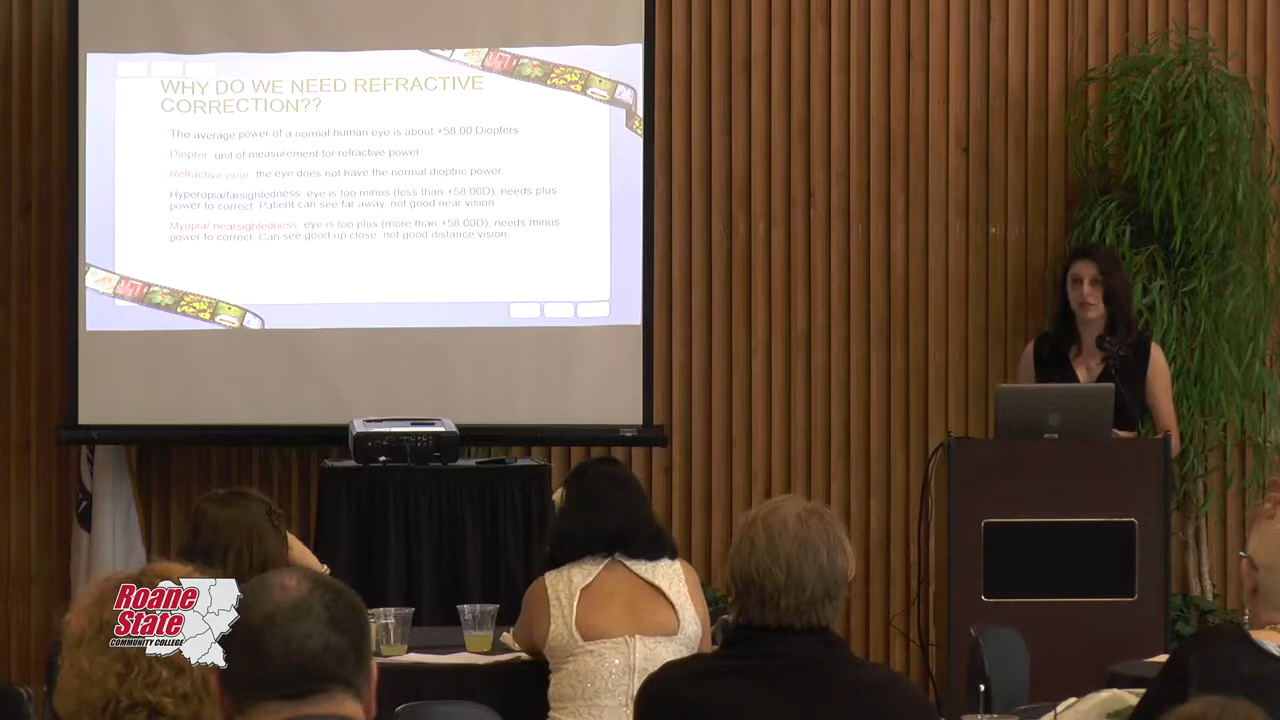 WHY DO WE NEED REFRACTIVE
CORRECTION??
The average power of a normal human eye is about +58.00 Diopters
Diopter: unit of measurement for refractive power
Refractive error: the eye does not have the normal dioptric power
Hyperopia/farsightedness: eye is too minus (less than +58.00D), needs plus
power to correct. Patient can see far away, not good near vision.
Myopia/ nearsightedness: eye is too plus (more than +58.00D), needs minus
power to correct. Can see good up close, not good distance vision.
Roane
State
COMMUNITY COLLEGE